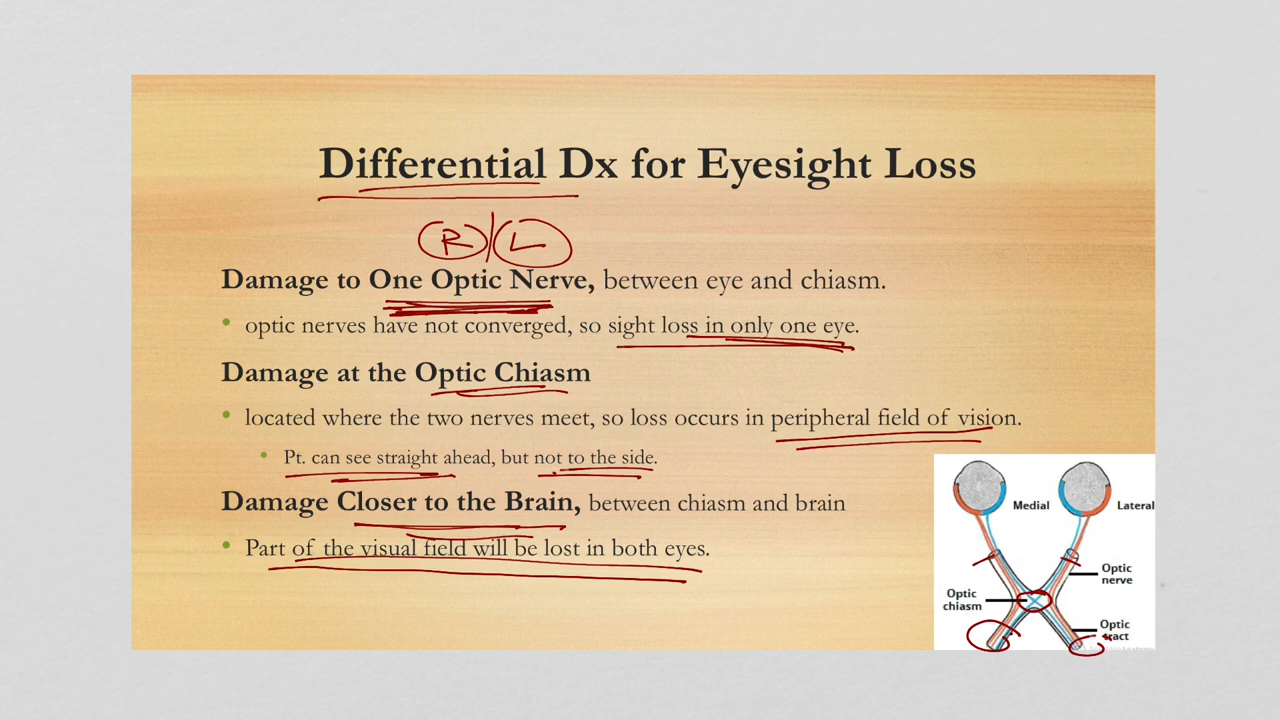 Differential Dx for Eyesight Loss
R L
Damage to One Optic Nerve, between eye and chiasm.
• optic nerves have not converged, so sight loss in only one eye.
Damage at the Optic Chiasm
• located where the two nerves meet, so loss occurs in peripheral field of vision.
• Pt. can see straight ahead, but not to the side.
Damage Closer to the Brain, between chiasm and brain
• Part of the visual field will be lost in both eyes.
Medial Lateral
Optic
nerve
Optic
chiasm
Optic
tract